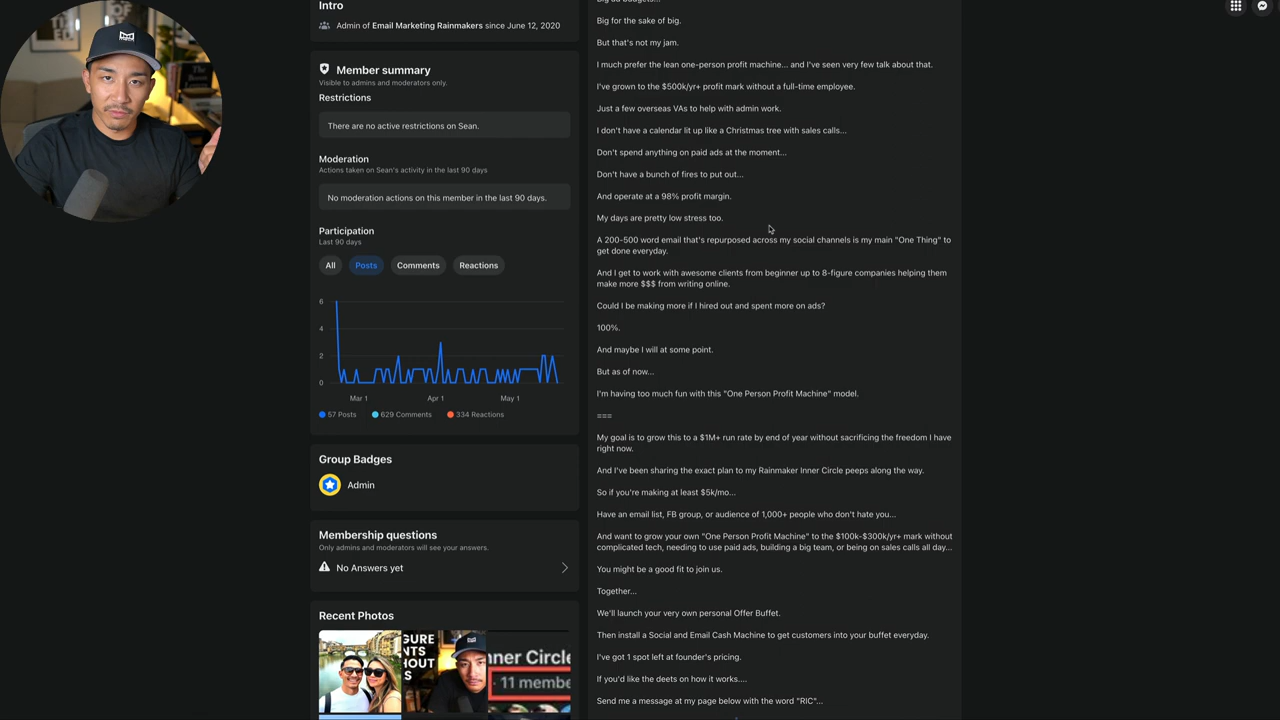 Intro
Admin of Email Marketing Rainmakers since June 12, 2020
Member summary
Visible to admins and moderators only.
Restrictions
There are no active restrictions on Sean.
Moderation
Actions taken on Sean's activity in the last 90 days
No moderation actions on this member in the last 90 days.
Participation
Last 90 days
All
Posts
Comments
Reactions
6
4
2
0
Mar 1
Apr 1
May 1
57 Posts
629 Comments
334 Reactions
Group Badges
Admin
Membership questions
Only admins and moderators will see your answers.
No Answers yet
Recent Photos
nner Circle
11 membe
Big for the sake of big.
But that's not my jam.
I much prefer the lean one-person profit machine... and I've seen very few talk about that.
I've grown to the $500k/yr+ profit mark without a full-time employee.
Just a few overseas VAs to help with admin work.
I don't have a calendar lit up like a Christmas tree with sales calls...
Don't spend anything on paid ads at the moment...
Don't have a bunch of fires to put out...
And operate at a 98% profit margin.
My days are pretty low stress too.
A 200-500 word email that's repurposed across my social channels is my main "One Thing" to
get done everyday.
And I get to work with awesome clients from beginner up to 8-figure companies helping them
make more $$$ from writing online.
Could I be making more if I hired out and spent more on ads?
100%.
And maybe I will at some point.
But as of now...
I'm having too much fun with this "One Person Profit Machine" model.
===
My goal is to grow this to a $1M+ run rate by end of year without sacrificing the freedom I have
right now.
And I've been sharing the exact plan to my Rainmaker Inner Circle peeps along the way.
So if you're making at least $5k/mo...
Have an email list, FB group, or audience of 1,000+ people who don't hate you...
And want to grow your own "One Person Profit Machine" to the $100k-$300k/yr+ mark without
complicated tech, needing to use paid ads, building a big team, or being on sales calls all day...
You might be a good fit to join us.
Together...
We'll launch your very own personal Offer Buffet.
Then install a Social and Email Cash Machine to get customers into your buffet everyday.
I've got 1 spot left at founder's pricing.
If you'd like the deets on how it works....
Send me a message at my page below with the word "RIC"...